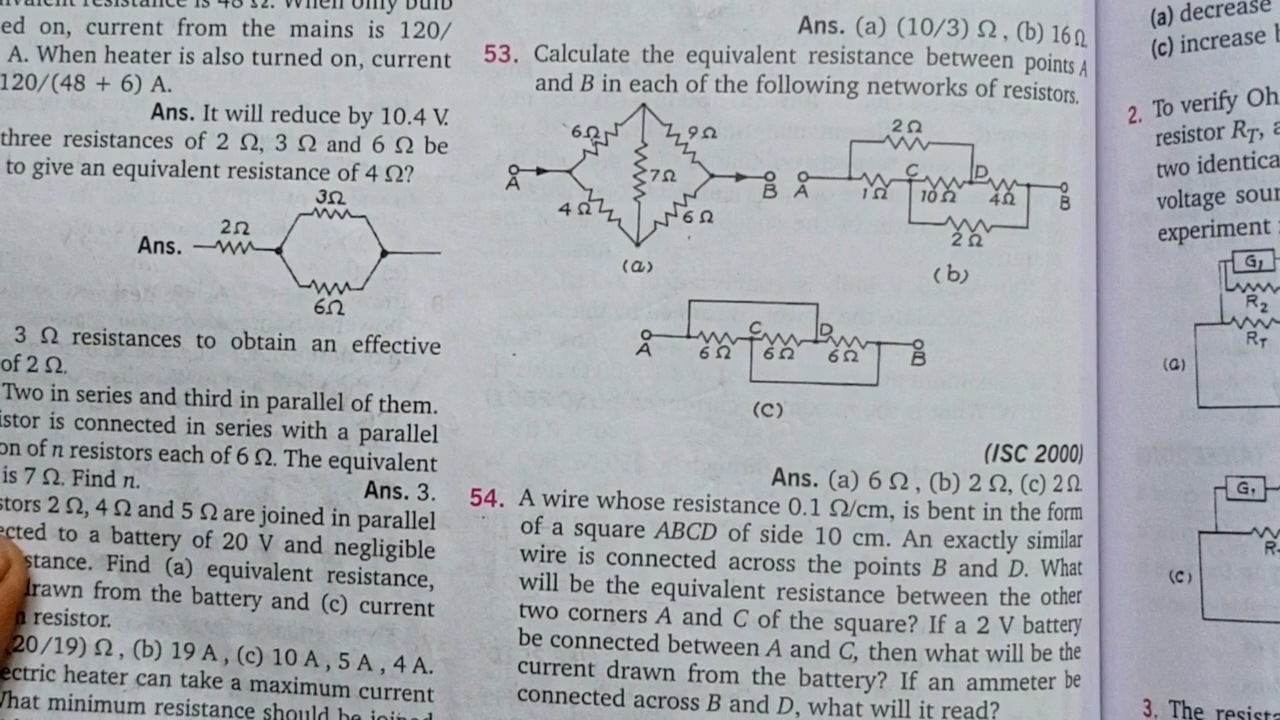 ed on, current from the mains is 120/
A. When heater is also turned on, current
120/(48 + 6) A.
Ans. It will reduce by 10.4 V.
three resistances of 2 Ω, 3 Ω and 6 Ω be
to give an equivalent resistance of 4 Ω?
3Ω
2Ω
Ans.
6Ω
3 Ω resistances to obtain an effective
of 2 Ω.
Two in series and third in parallel of them.
istor is connected in series with a parallel
on of n resistors each of 6 Ω. The equivalent
is 7 Ω. Find n.
Ans. 3.
stors 2 Ω, 4 Ω and 5 Ω are joined in parallel
ected to a battery of 20 V and negligible
stance. Find (a) equivalent resistance,
drawn from the battery and (c) current
resistor.
20/19) Ω, (b) 19 A, (c) 10 A, 5 A, 4 A.
ectric heater can take a maximum current
What minimum resistance should be joined
Ans. (a) (10/3) Ω, (b) 16 Ω
53. Calculate the equivalent resistance between points A
and B in each of the following networks of resistors.
6Ω 9Ω
A 7Ω B
4Ω 6Ω
(a)
2Ω
A 1Ω C 10Ω D 4Ω B
2Ω
(b)
A 6Ω C 6Ω D 6Ω B
(C)
(ISC 2000)
Ans. (a) 6 Ω, (b) 2 Ω, (c) 2 Ω
54. A wire whose resistance 0.1 Ω/cm, is bent in the form
of a square ABCD of side 10 cm. An exactly similar
wire is connected across the points B and D. What
will be the equivalent resistance between the other
two corners A and C of the square? If a 2 V battery
be connected between A and C, then what will be the
current drawn from the battery? If an ammeter be
connected across B and D, what will it read?
(a) decrease
(c) increase
2. To verify Oh
resistor RT,
two identica
voltage sour
experiment
G1
R2
RT
(a)
G1
R
(c)
3. The resist